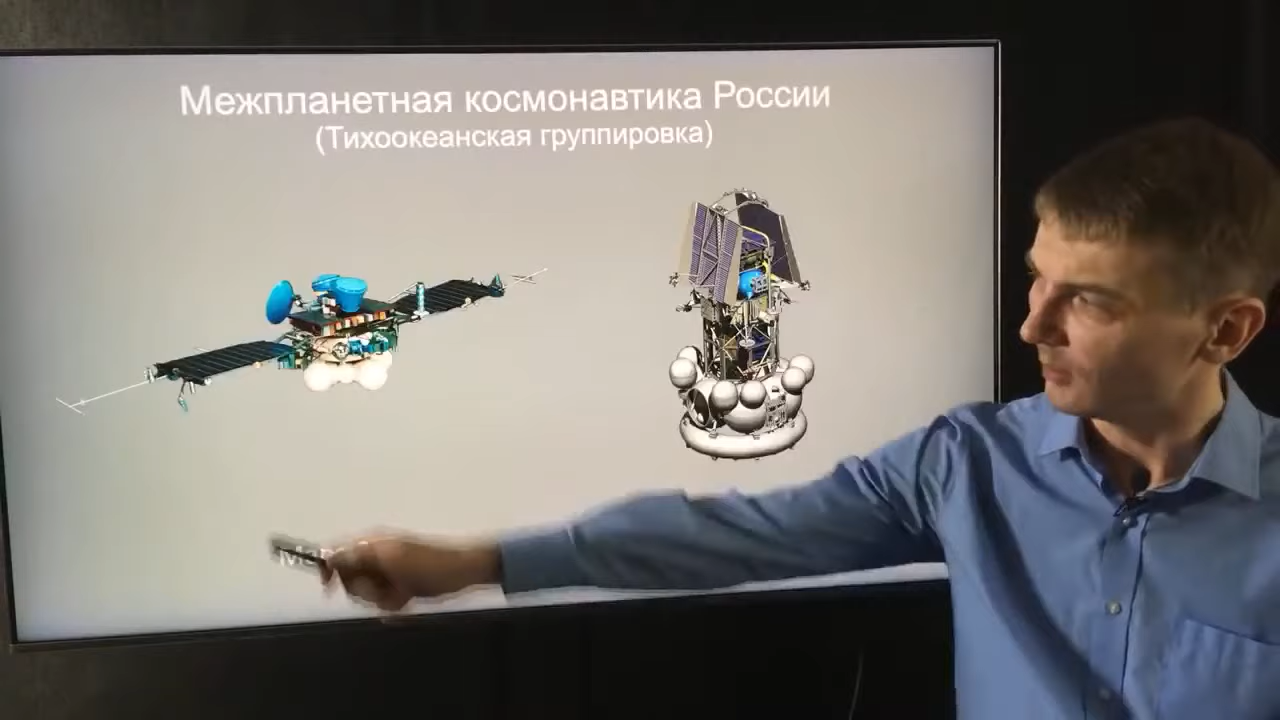 Межпланетная космонавтика России
(Тихоокеанская группировка)